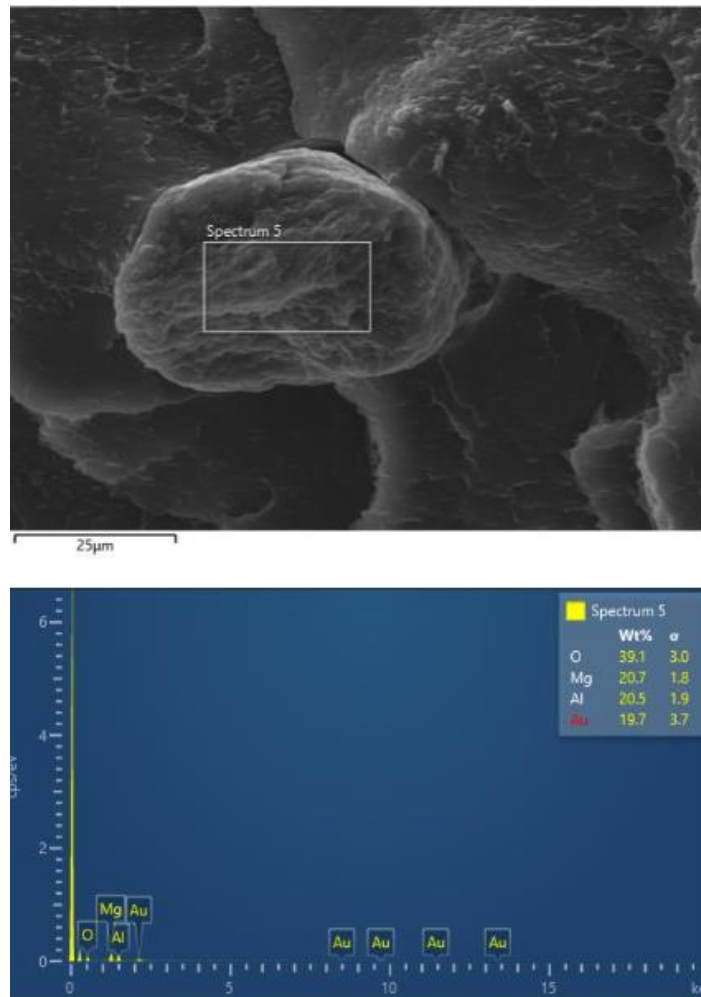 Spectrum 5
25μm
Spectrum 5
Wt% σ
O 39.1 3.0
Mg 20.7 1.8
Al 20.5 1.9
Au 19.7 3.7
6
4
cps/eV
2
Mg Au
O Al Au Au Au Au
0
0 5 10 15